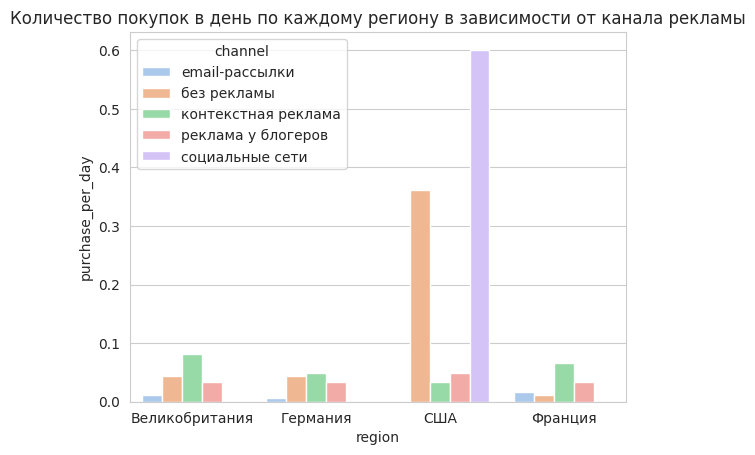 Количество покупок в день по каждому региону в зависимости от канала рекламы
channel
email-рассылки
без рекламы
контекстная реклама
реклама у блогеров
социальные сети
purchase_per_day
0.6
0.5
0.4
0.3
0.2
0.1
0.0
Великобритания Германия США Франция
region